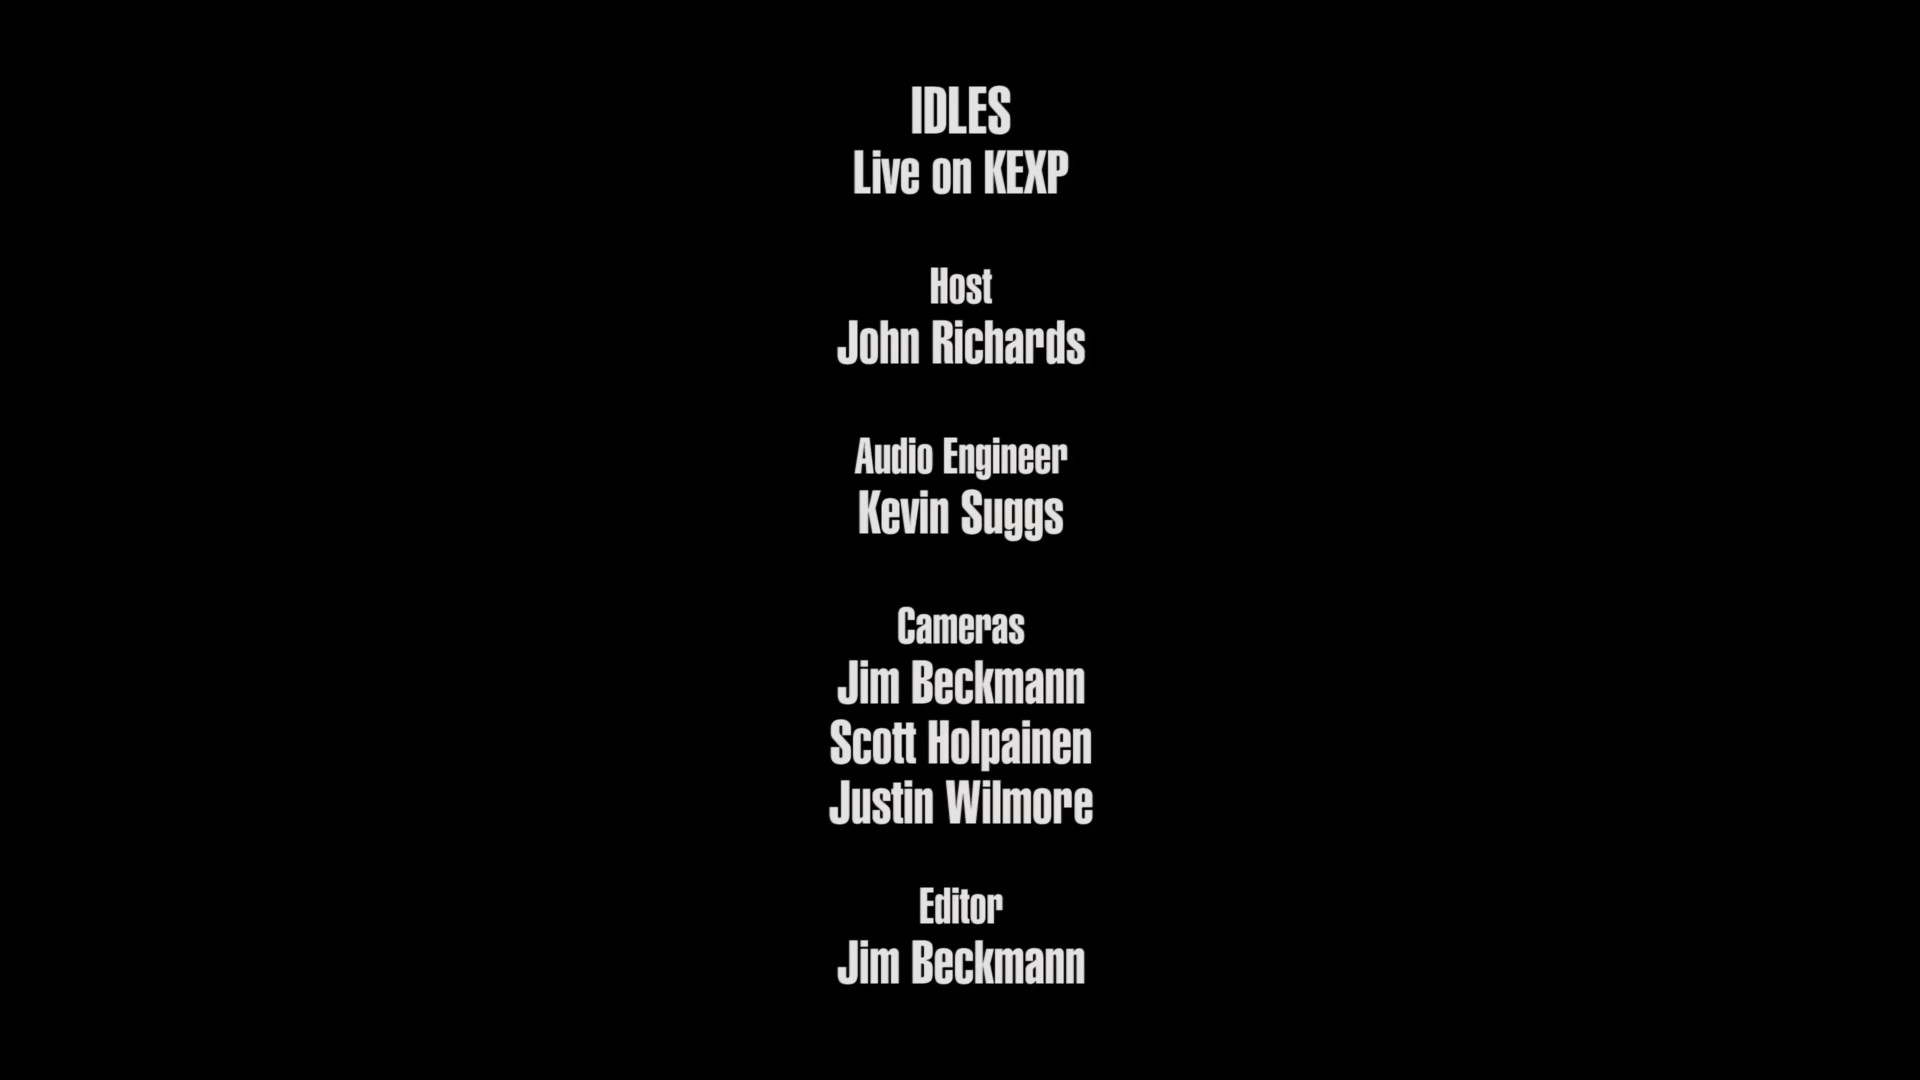 IDLES
Live on KEXP
Host
John Richards
Audio Engineer
Kevin Suggs
Cameras
Jim Beckmann
Scott Holpainen
Justin Wilmore
Editor
Jim Beckmann